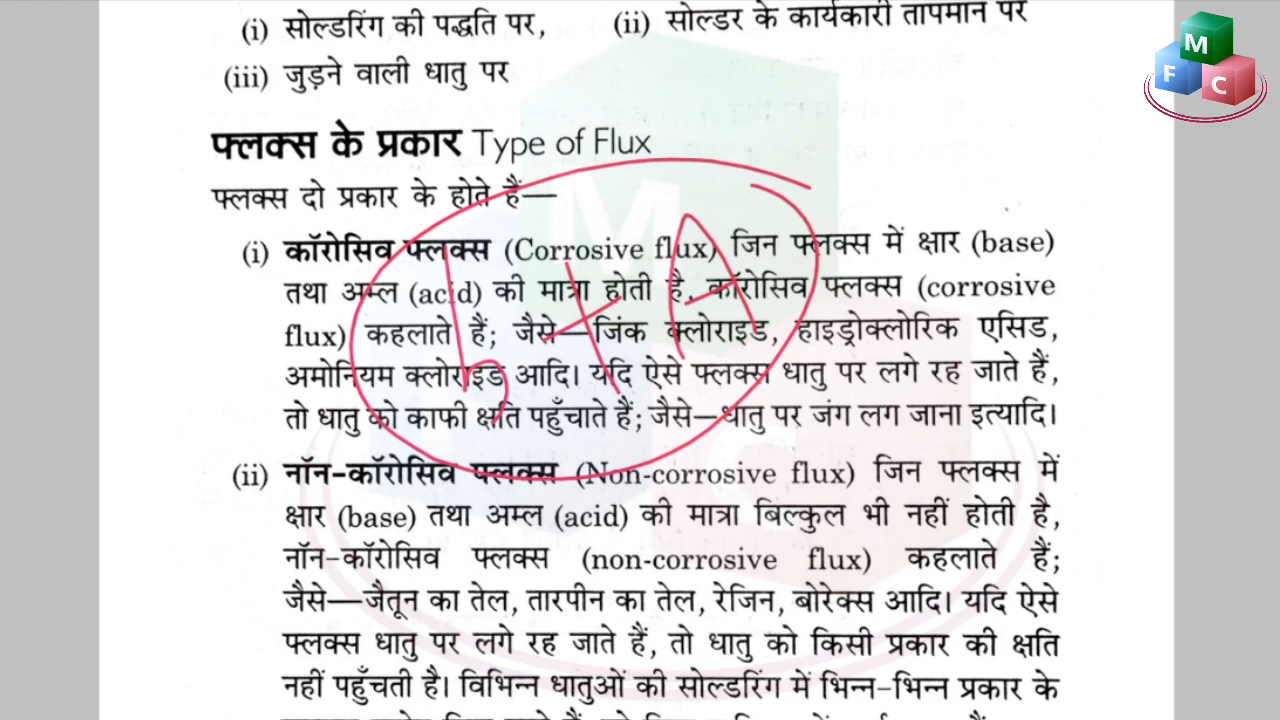 (i) सोल्डरिंग की पद्धति पर, (ii) सोल्डर के कार्यकारी तापमान पर
(iii) जुड़ने वाली धातु पर
फ्लक्स के प्रकार Type of Flux
फ्लक्स दो प्रकार के होते हैं—
(i) कॉरोसिव फ्लक्स (Corrosive flux) जिन फ्लक्स में क्षार (base)
तथा अम्ल (acid) की मात्रा होती है, कॉरोसिव फ्लक्स (corrosive
flux) कहलाते हैं; जैसे—जिंक क्लोराइड, हाइड्रोक्लोरिक एसिड,
अमोनियम क्लोराइड आदि। यदि ऐसे फ्लक्स धातु पर लगे रह जाते हैं,
तो धातु को काफी क्षति पहुँचाते हैं; जैसे—धातु पर जंग लग जाना इत्यादि।
(ii) नॉन-कॉरोसिव फ्लक्स (Non-corrosive flux) जिन फ्लक्स में
क्षार (base) तथा अम्ल (acid) की मात्रा बिल्कुल भी नहीं होती है,
नॉन-कॉरोसिव फ्लक्स (non-corrosive flux) कहलाते हैं;
जैसे—जैतून का तेल, तारपीन का तेल, रेजिन, बोरेक्स आदि। यदि ऐसे
फ्लक्स धातु पर लगे रह जाते हैं, तो धातु को किसी प्रकार की क्षति
नहीं पहुँचती है। विभिन्न धातुओं की सोल्डरिंग में भिन्न-भिन्न प्रकार के
b + A
M
F C